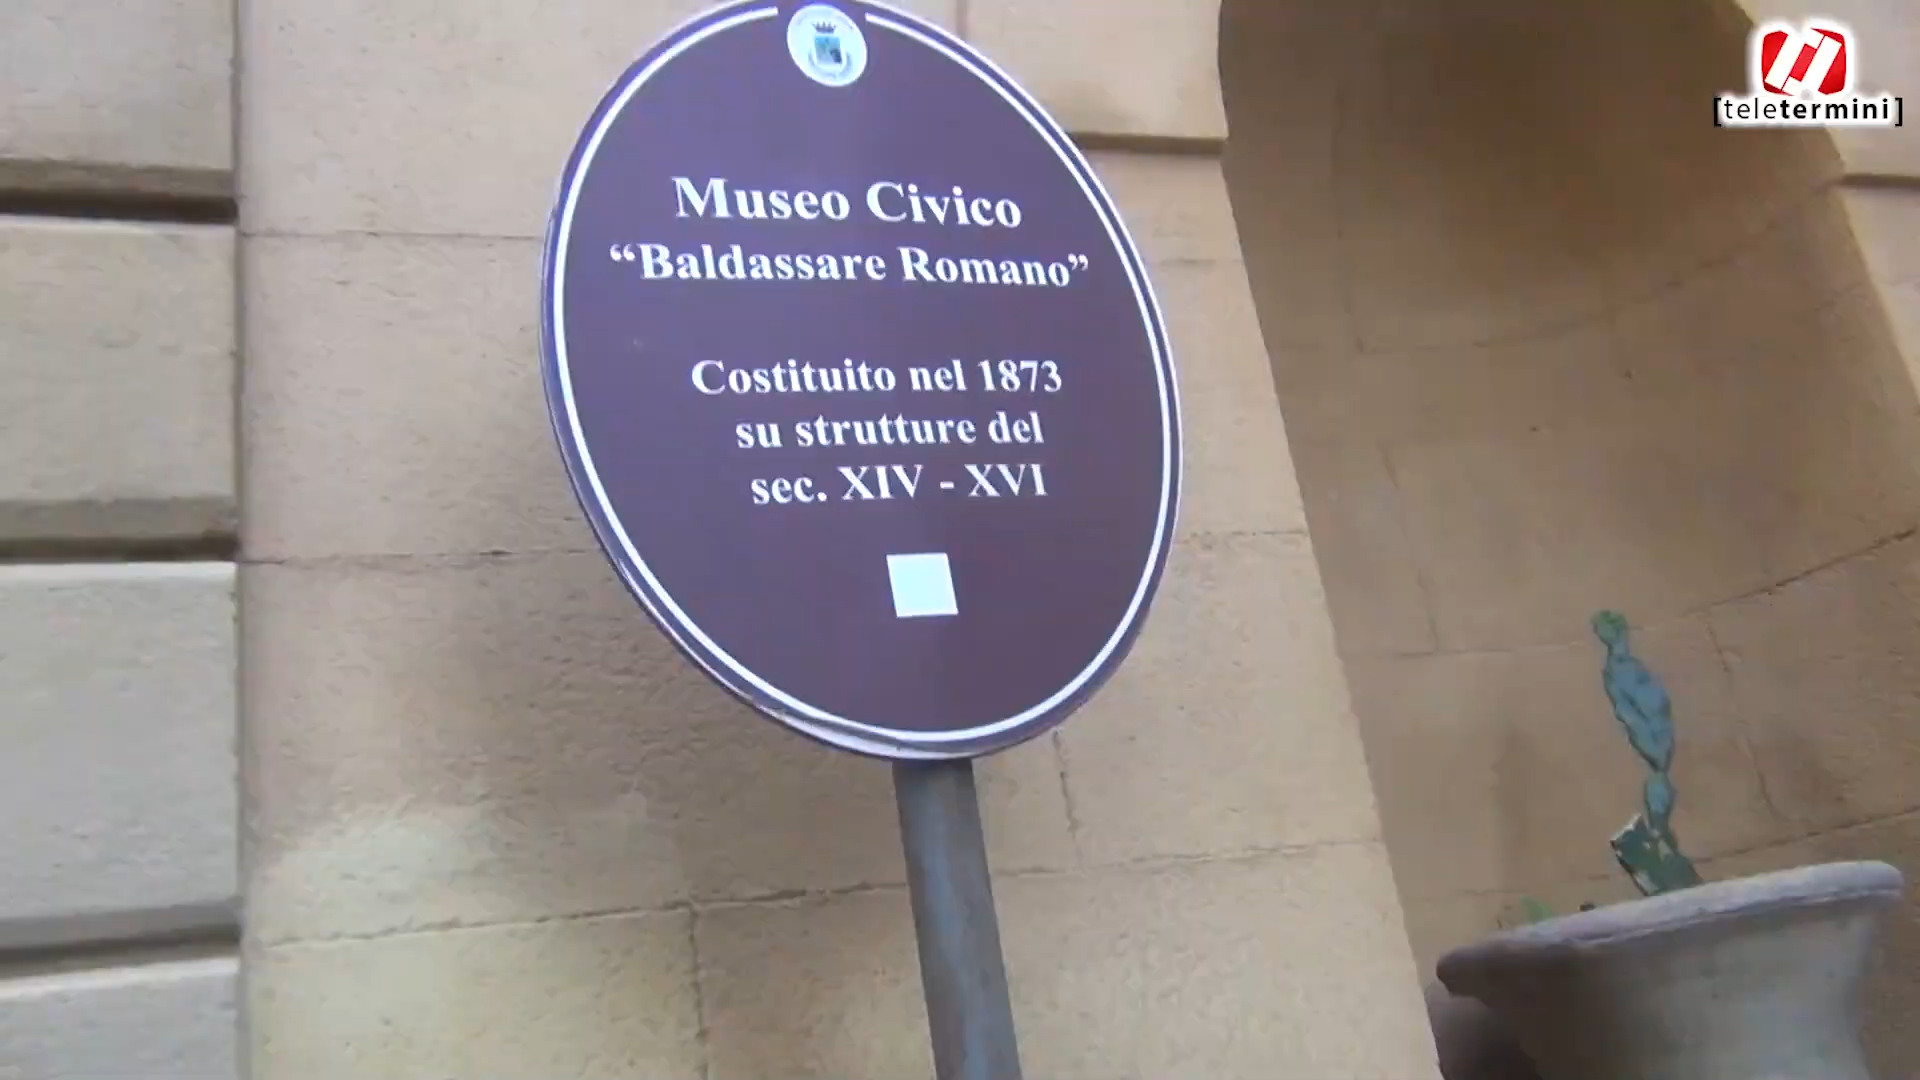 [teletermini]
Museo Civico
“Baldassare Romano”
Costituito nel 1873
su strutture del
sec. XIV - XVI